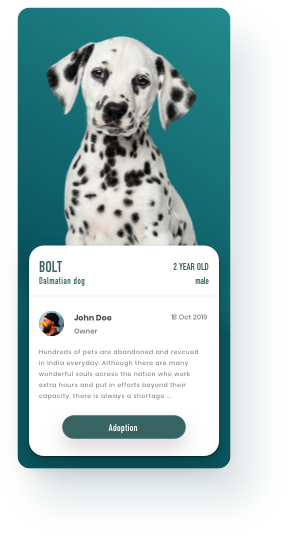 BOLT 2 YEAR OLD
Dalmatian dog male
John Doe 18 Oct 2019
Owner
Hundreds of pets are abandoned and rescued
in India everyday. Although there are many
wonderful souls across the nation who work
extra hours and put in efforts beyond their
capacity, there is always a shortage ...
Adoption